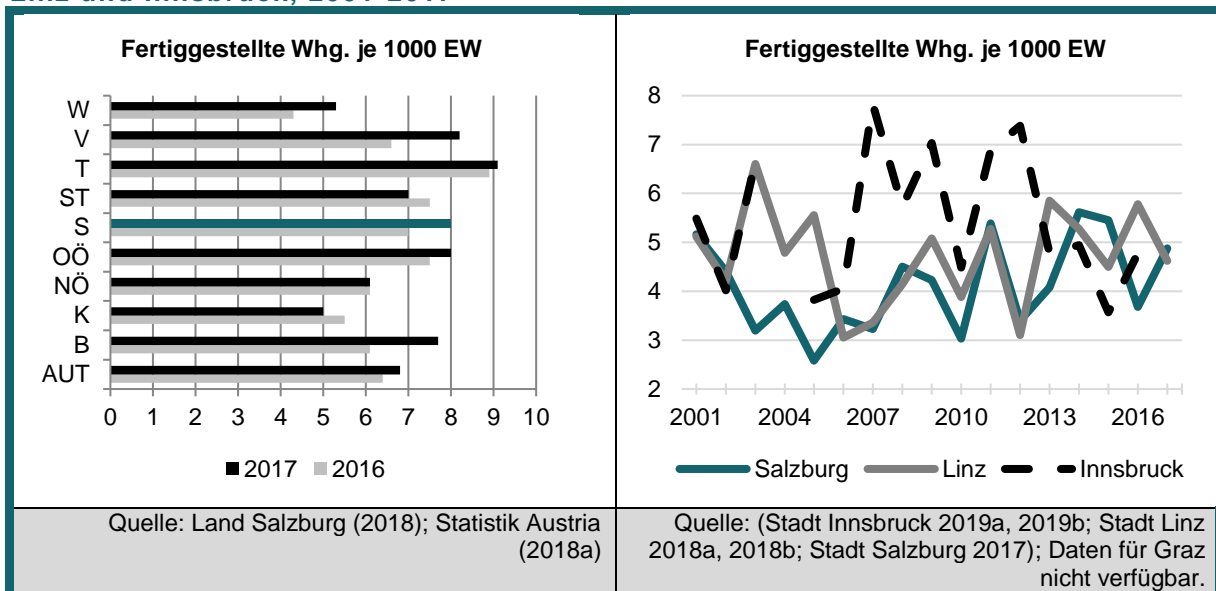 Fertiggestellte Whg. je 1000 EW
W
V
T
ST
S
OÖ
NÖ
K
B
AUT
0 1 2 3 4 5 6 7 8 9 10
2017 2016
Quelle: Land Salzburg (2018); Statistik Austria
(2018a)
Fertiggestellte Whg. je 1000 EW
8
7
6
5
4
3
2
2001 2004 2007 2010 2013 2016
Salzburg Linz Innsbruck
Quelle: (Stadt Innsbruck 2019a, 2019b; Stadt Linz
2018a, 2018b; Stadt Salzburg 2017); Daten für Graz
nicht verfügbar.